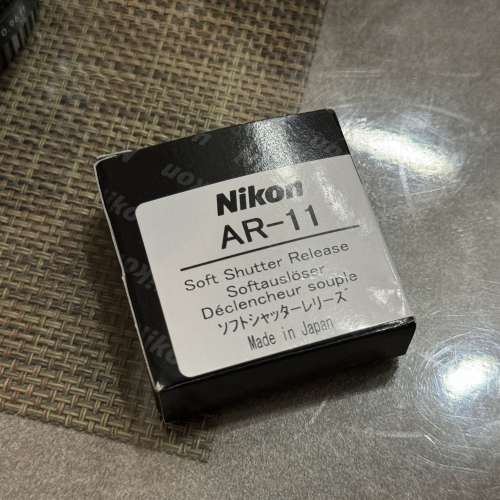 Nikon
AR-11
Soft Shutter Release
Softauslöser
Déclencheur souple
ソフトシャッターレリーズ
Made in Japan